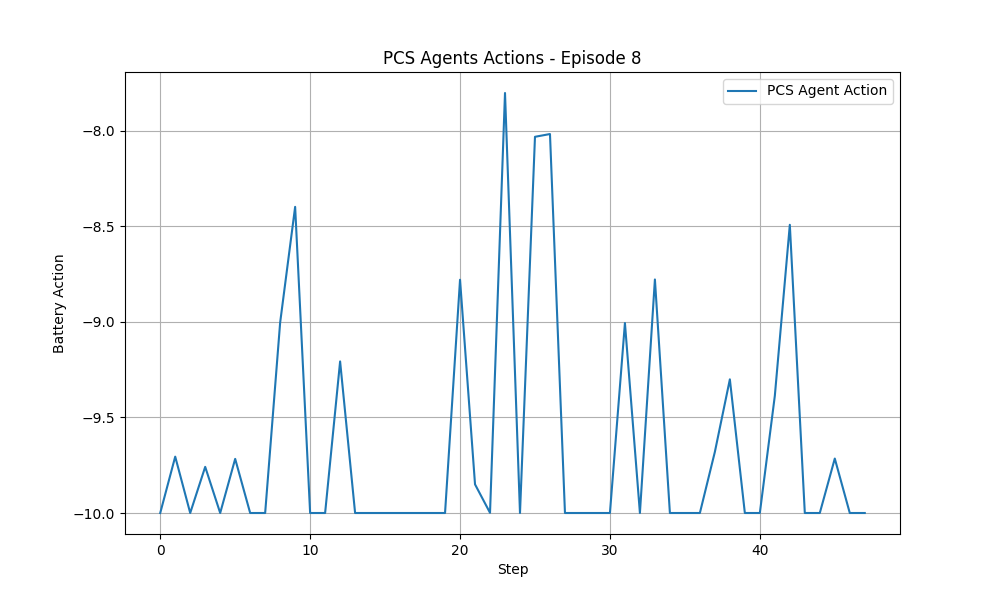 PCS Agents Actions - Episode 8
PCS Agent Action
Battery Action
−8.0
−8.5
−9.0
−9.5
−10.0
0 10 20 30 40
Step